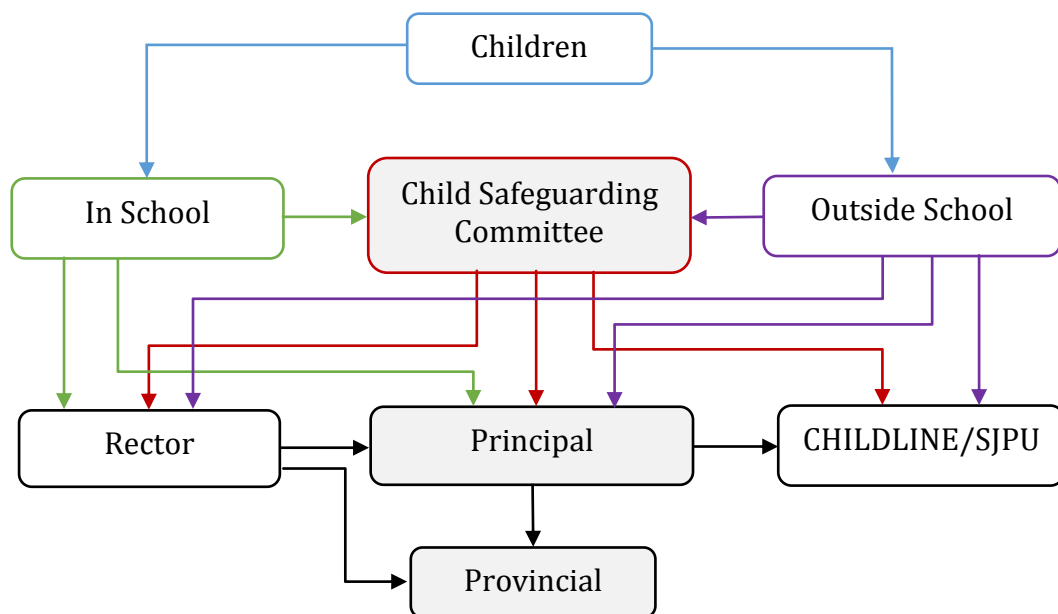 Children
In School
Child Safeguarding
Committee
Outside School
Rector
Principal
CHILDLINE/SJPU
Provincial